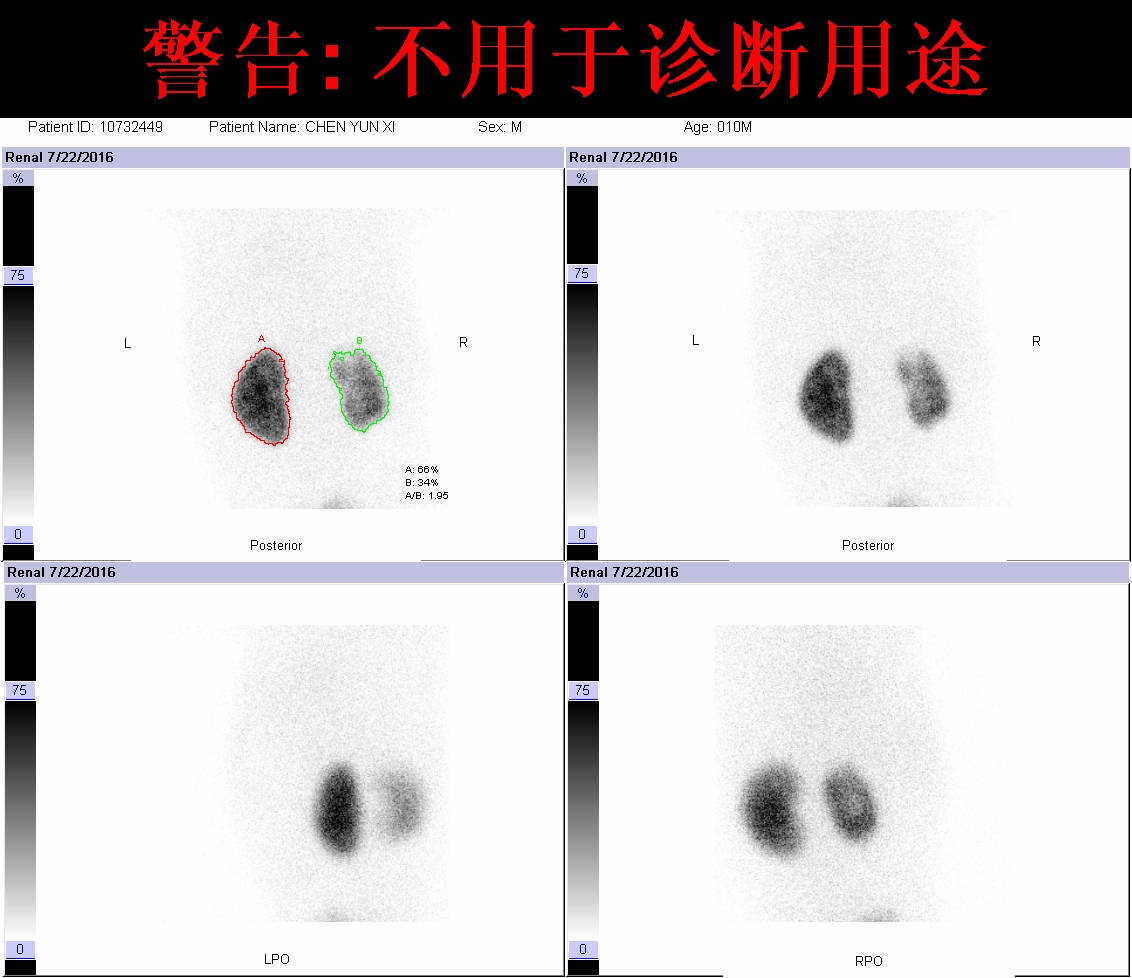 警告: 不用于诊断用途
Patient ID: 10732449 Patient Name: CHEN YUN XI Sex: M Age: 010M
Renal 7/22/2016
%
75
0
L
A
B
R
A: 66%
B: 34%
A/B: 1.95
Posterior
Renal 7/22/2016
%
75
0
L
R
Posterior
Renal 7/22/2016
%
75
0
LPO
Renal 7/22/2016
%
75
0
RPO